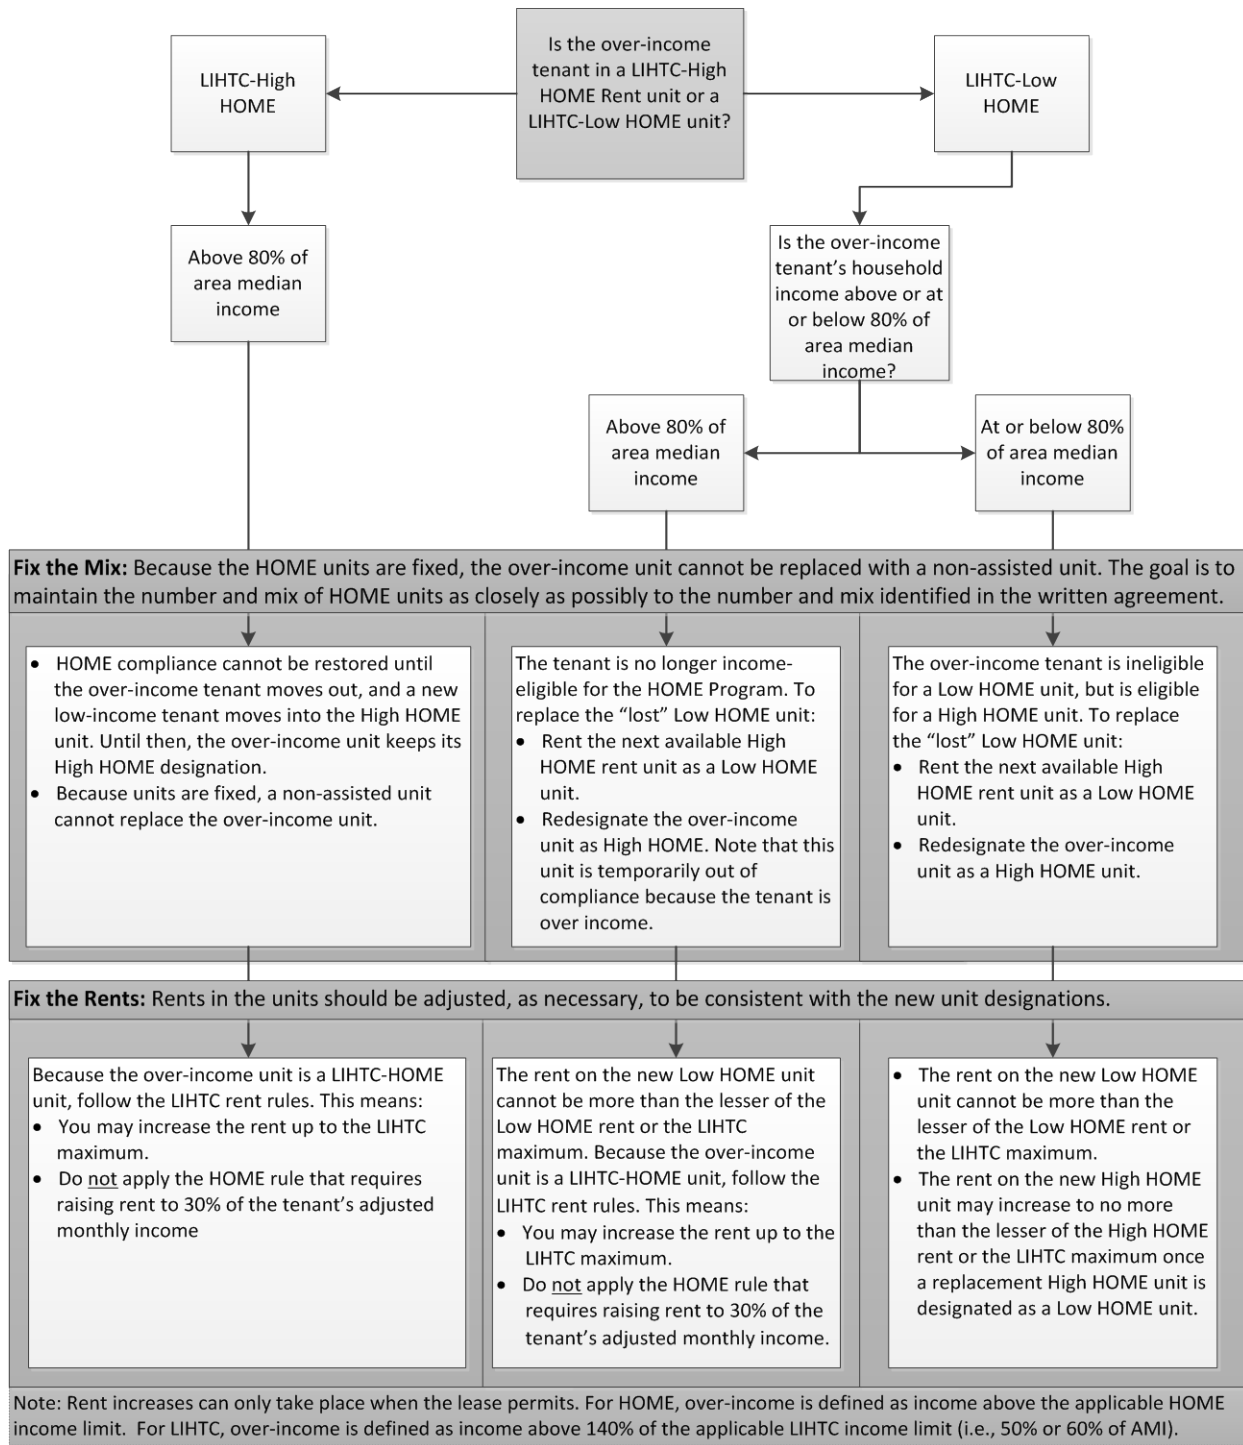 Is the over-income
tenant in a LIHTC-High
HOME Rent unit or a
LIHTC-Low HOME unit?
LIHTC-High
HOME
LIHTC-Low
HOME
Above 80% of
area median
income
Is the over-income
tenant’s household
income above or at
or below 80% of
area median
income?
Above 80% of
area median
income
At or below 80%
of area median
income
Fix the Mix: Because the HOME units are fixed, the over-income unit cannot be replaced with a non-assisted unit. The goal is to
maintain the number and mix of HOME units as closely as possibly to the number and mix identified in the written agreement.
• HOME compliance cannot be restored until
the over-income tenant moves out, and a new
low-income tenant moves into the High HOME
unit. Until then, the over-income unit keeps its
High HOME designation.
• Because units are fixed, a non-assisted unit
cannot replace the over-income unit.
The tenant is no longer income-
eligible for the HOME Program. To
replace the “lost” Low HOME unit:
• Rent the next available High
HOME rent unit as a Low HOME
unit.
• Redesignate the over-income
unit as High HOME. Note that this
unit is temporarily out of
compliance because the tenant is
over income.
The over-income tenant is ineligible
for a Low HOME unit, but is eligible
for a High HOME unit. To replace
the “lost” Low HOME unit:
• Rent the next available High
HOME rent unit as a Low HOME
unit.
• Redesignate the over-income
unit as a High HOME unit.
Fix the Rents: Rents in the units should be adjusted, as necessary, to be consistent with the new unit designations.
Because the over-income unit is a LIHTC-HOME
unit, follow the LIHTC rent rules. This means:
• You may increase the rent up to the LIHTC
maximum.
• Do not apply the HOME rule that requires
raising rent to 30% of the tenant’s adjusted
monthly income
The rent on the new Low HOME unit
cannot be more than the lesser of the
Low HOME rent or the LIHTC
maximum. Because the over-income
unit is a LIHTC-HOME unit, follow the
LIHTC rent rules. This means:
• You may increase the rent up to the
LIHTC maximum.
• Do not apply the HOME rule that
requires raising rent to 30% of the
tenant’s adjusted monthly income.
• The rent on the new Low HOME
unit cannot be more than the
lesser of the Low HOME rent or
the LIHTC maximum.
• The rent on the new High HOME
unit may increase to no more
than the lesser of the High HOME
rent or the LIHTC maximum once
a replacement High HOME unit is
designated as a Low HOME unit.
Note: Rent increases can only take place when the lease permits. For HOME, over-income is defined as income above the applicable HOME
income limit. For LIHTC, over-income is defined as income above 140% of the applicable LIHTC income limit (i.e., 50% or 60% of AMI).